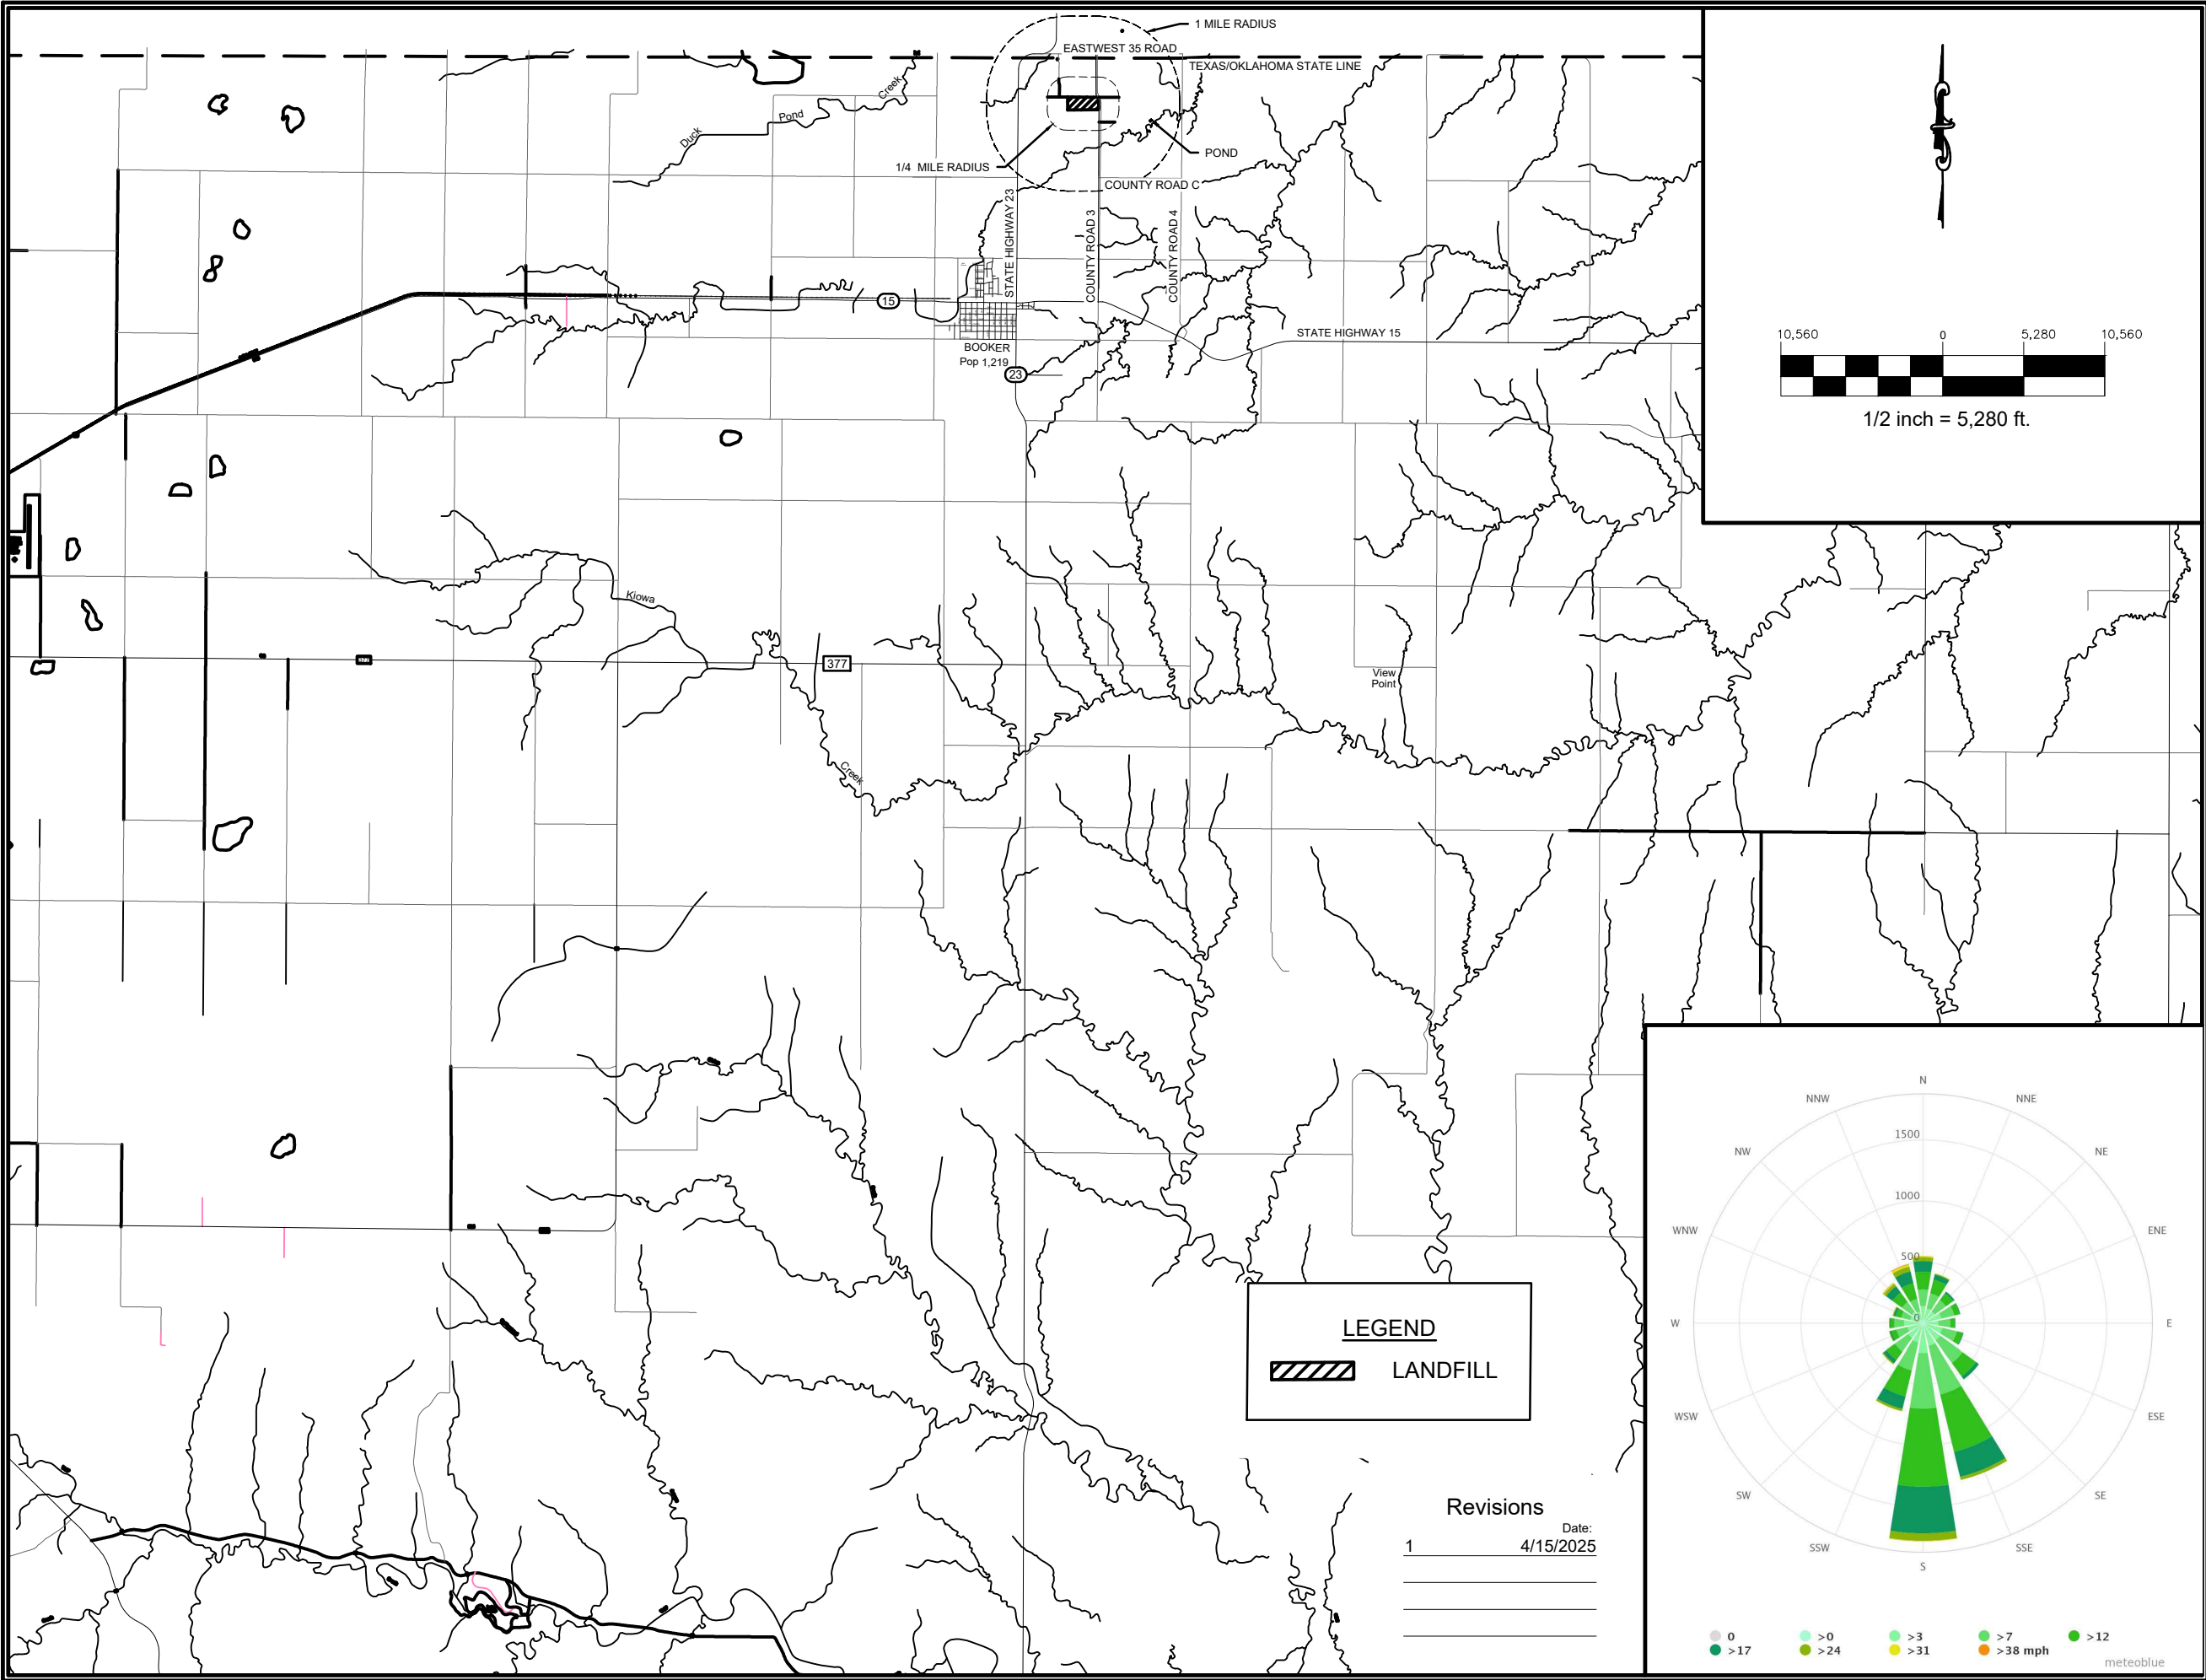 1 MILE RADIUS
EASTWEST 35 ROAD
TEXAS/OKLAHOMA STATE LINE
Duck
Pond
Creek
1/4 MILE RADIUS
POND
COUNTY ROAD C
STATE HIGHWAY 23
COUNTY ROAD 3
COUNTY ROAD 4
15
BOOKER
Pop 1,219
23
STATE HIGHWAY 15
10,560
0
5,280
10,560
1/2 inch = 5,280 ft.
Kiowa
377
377
Creek
View
Point
LEGEND
LANDFILL
Revisions
Date:
1 4/15/2025
N
NNW
NNE
NW
NE
1500
1000
WNW
ENE
500
0
W
E
WSW
ESE
SW
SE
SSW
SSE
S
0 >0 >3 >7 >12
>17 >24 >31 >38 mph
meteoblue